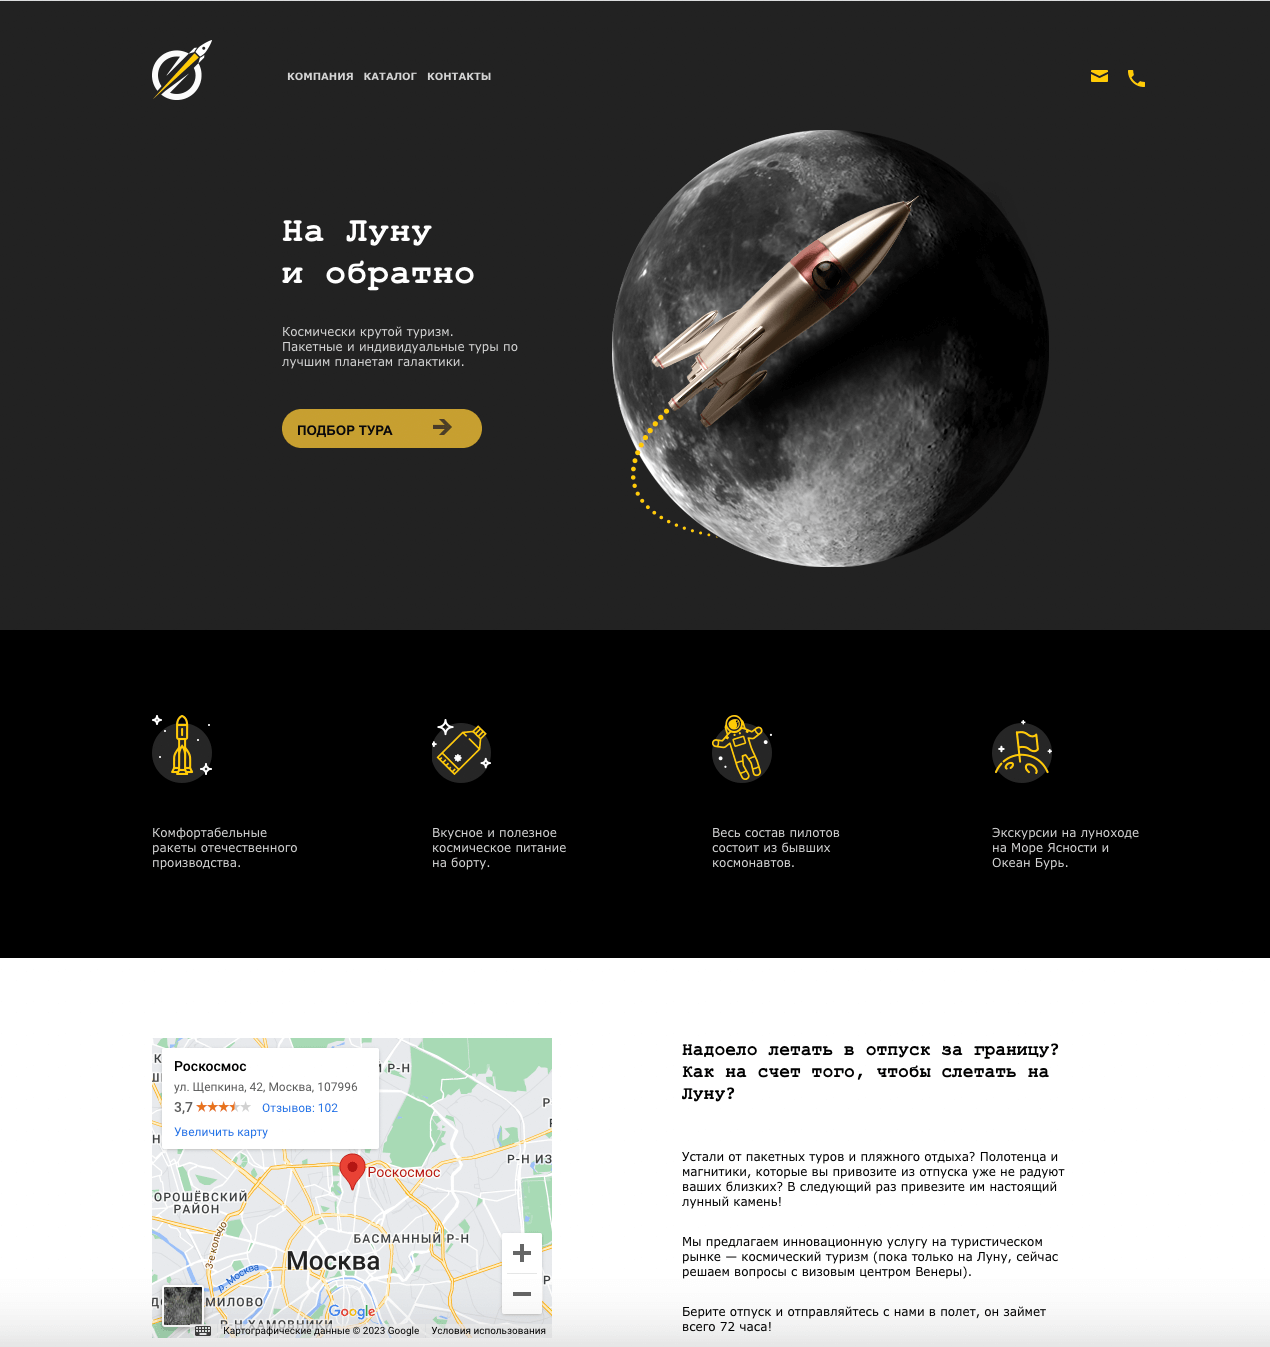 КОМПАНИЯ КАТАЛОГ КОНТАКТЫ
На Луну
и обратно
Космически крутой туризм.
Пакетные и индивидуальные туры по
лучшим планетам галактики.
ПОДБОР ТУРА
Комфортабельные
ракеты отечественного
производства.
Вкусное и полезное
космическое питание
на борту.
Весь состав пилотов
состоит из бывших
космонавтов.
Экскурсии на луноходе
на Море Ясности и
Океан Бурь.
Роскосмос
ул. Щепкина, 42, Москва, 107996
3,7 Отзывов: 102
Увеличить карту
Р-Н
Р-Н ИЗ
Роскосмос
ОРОШЁВСКИЙ
РАЙОН
БАСМАННЫЙ Р-Н
3-е кольцо
Москва
р. Москва
МИЛОВО
Google
Р-Н ХАМОВНИКИ
Картографические данные © 2023 Google Условия использования
Надоело летать в отпуск за границу?
Как на счет того, чтобы слетать на
Луну?
Устали от пакетных туров и пляжного отдыха? Полотенца и
магнитики, которые вы привозите из отпуска уже не радуют
ваших близких? В следующий раз привезите им настоящий
лунный камень!
Мы предлагаем инновационную услугу на туристическом
рынке — космический туризм (пока только на Луну, сейчас
решаем вопросы с визовым центром Венеры).
Берите отпуск и отправляйтесь с нами в полет, он займет
всего 72 часа!